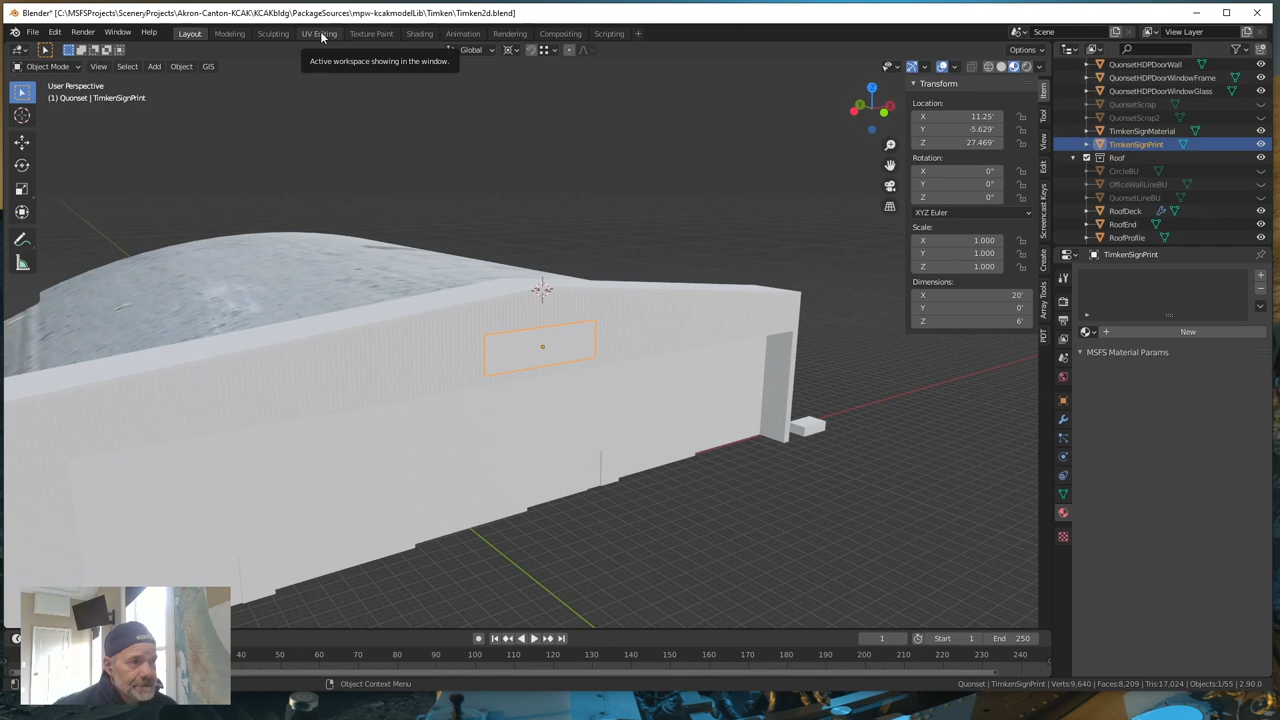 Blender* [C:\MSFSProjects\SceneryProjects\Akron-Canton-KCAK\KCAKbldg\PackageSources\mpw-kcakmodelLib\Timken\Timken2d.blend]
File Edit Render Window Help Layout Modeling Sculpting UV Editing Texture Paint Shading Animation Rendering Compositing Scripting + Scene View Layer
Global Options
Object Mode View Select Add Object GIS
Active workspace showing in the window.
User Perspective
(1) Quonset | TimkenSignPrint
Transform
Location:
X 11.25'
Y -5.629'
Z 27.469'
Rotation:
X 0°
Y 0°
Z 0°
XYZ Euler
Scale:
X 1.000
Y 1.000
Z 1.000
Dimensions:
X 20'
Y 0'
Z 6'
Item
Tool
View
Edit
Screencast Keys
Create
Array Tools
PDT
QuonsetHDPDoorWall
QuonsetHDPDoorWindowFrame
QuonsetHDPDoorWindowGlass
QuonsetScrap
QuonsetScrap2
TimkenSignMaterial
TimkenSignPrint
Roof
CircleBU
OfficeWallLineBU
QuonsetLineBU
RoofDeck
RoofEnd
RoofProfile
TimkenSignPrint
New
MSFS Material Params
1 Start 1 End 250
40 50 60 70 80 90 100 110 120 130 140 150 160 170 180 190 200 210 220 230 240
Object Context Menu
Quonset | TimkenSignPrint | Verts:9,640 | Faces:8,209 | Tris:17,024 | Objects:1/55 | 2.90.0